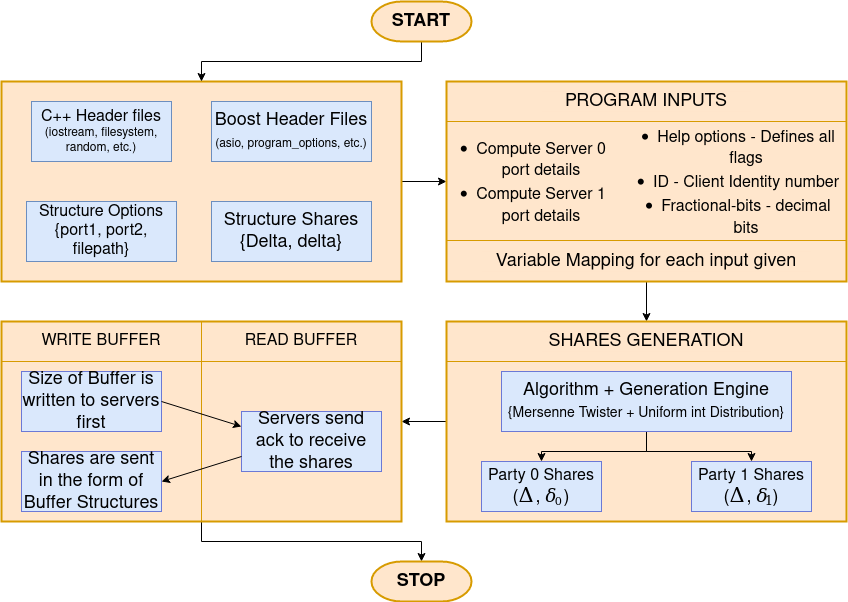 START
C++ Header files
(iostream, filesystem,
random, etc.)
Boost Header Files
(asio, program_options, etc.)
Structure Options
{port1, port2,
filepath}
Structure Shares
{Delta, delta}
PROGRAM INPUTS
• Compute Server 0
port details
• Compute Server 1
port details
• Help options - Defines all
flags
• ID - Client Identity number
• Fractional-bits - decimal
bits
Variable Mapping for each input given
SHARES GENERATION
Algorithm + Generation Engine
{Mersenne Twister + Uniform int Distribution}
Party 0 Shares
(Δ, δ₀)
Party 1 Shares
(Δ, δ₁)
WRITE BUFFER
READ BUFFER
Size of Buffer is
written to servers
first
Servers send
ack to receive
the shares
Shares are sent
in the form of
Buffer Structures
STOP